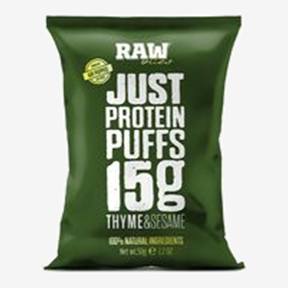 RAW
JUST
PROTEIN
PUFFS
15g
THYME&SESAME
100% NATURAL INGREDIENTS